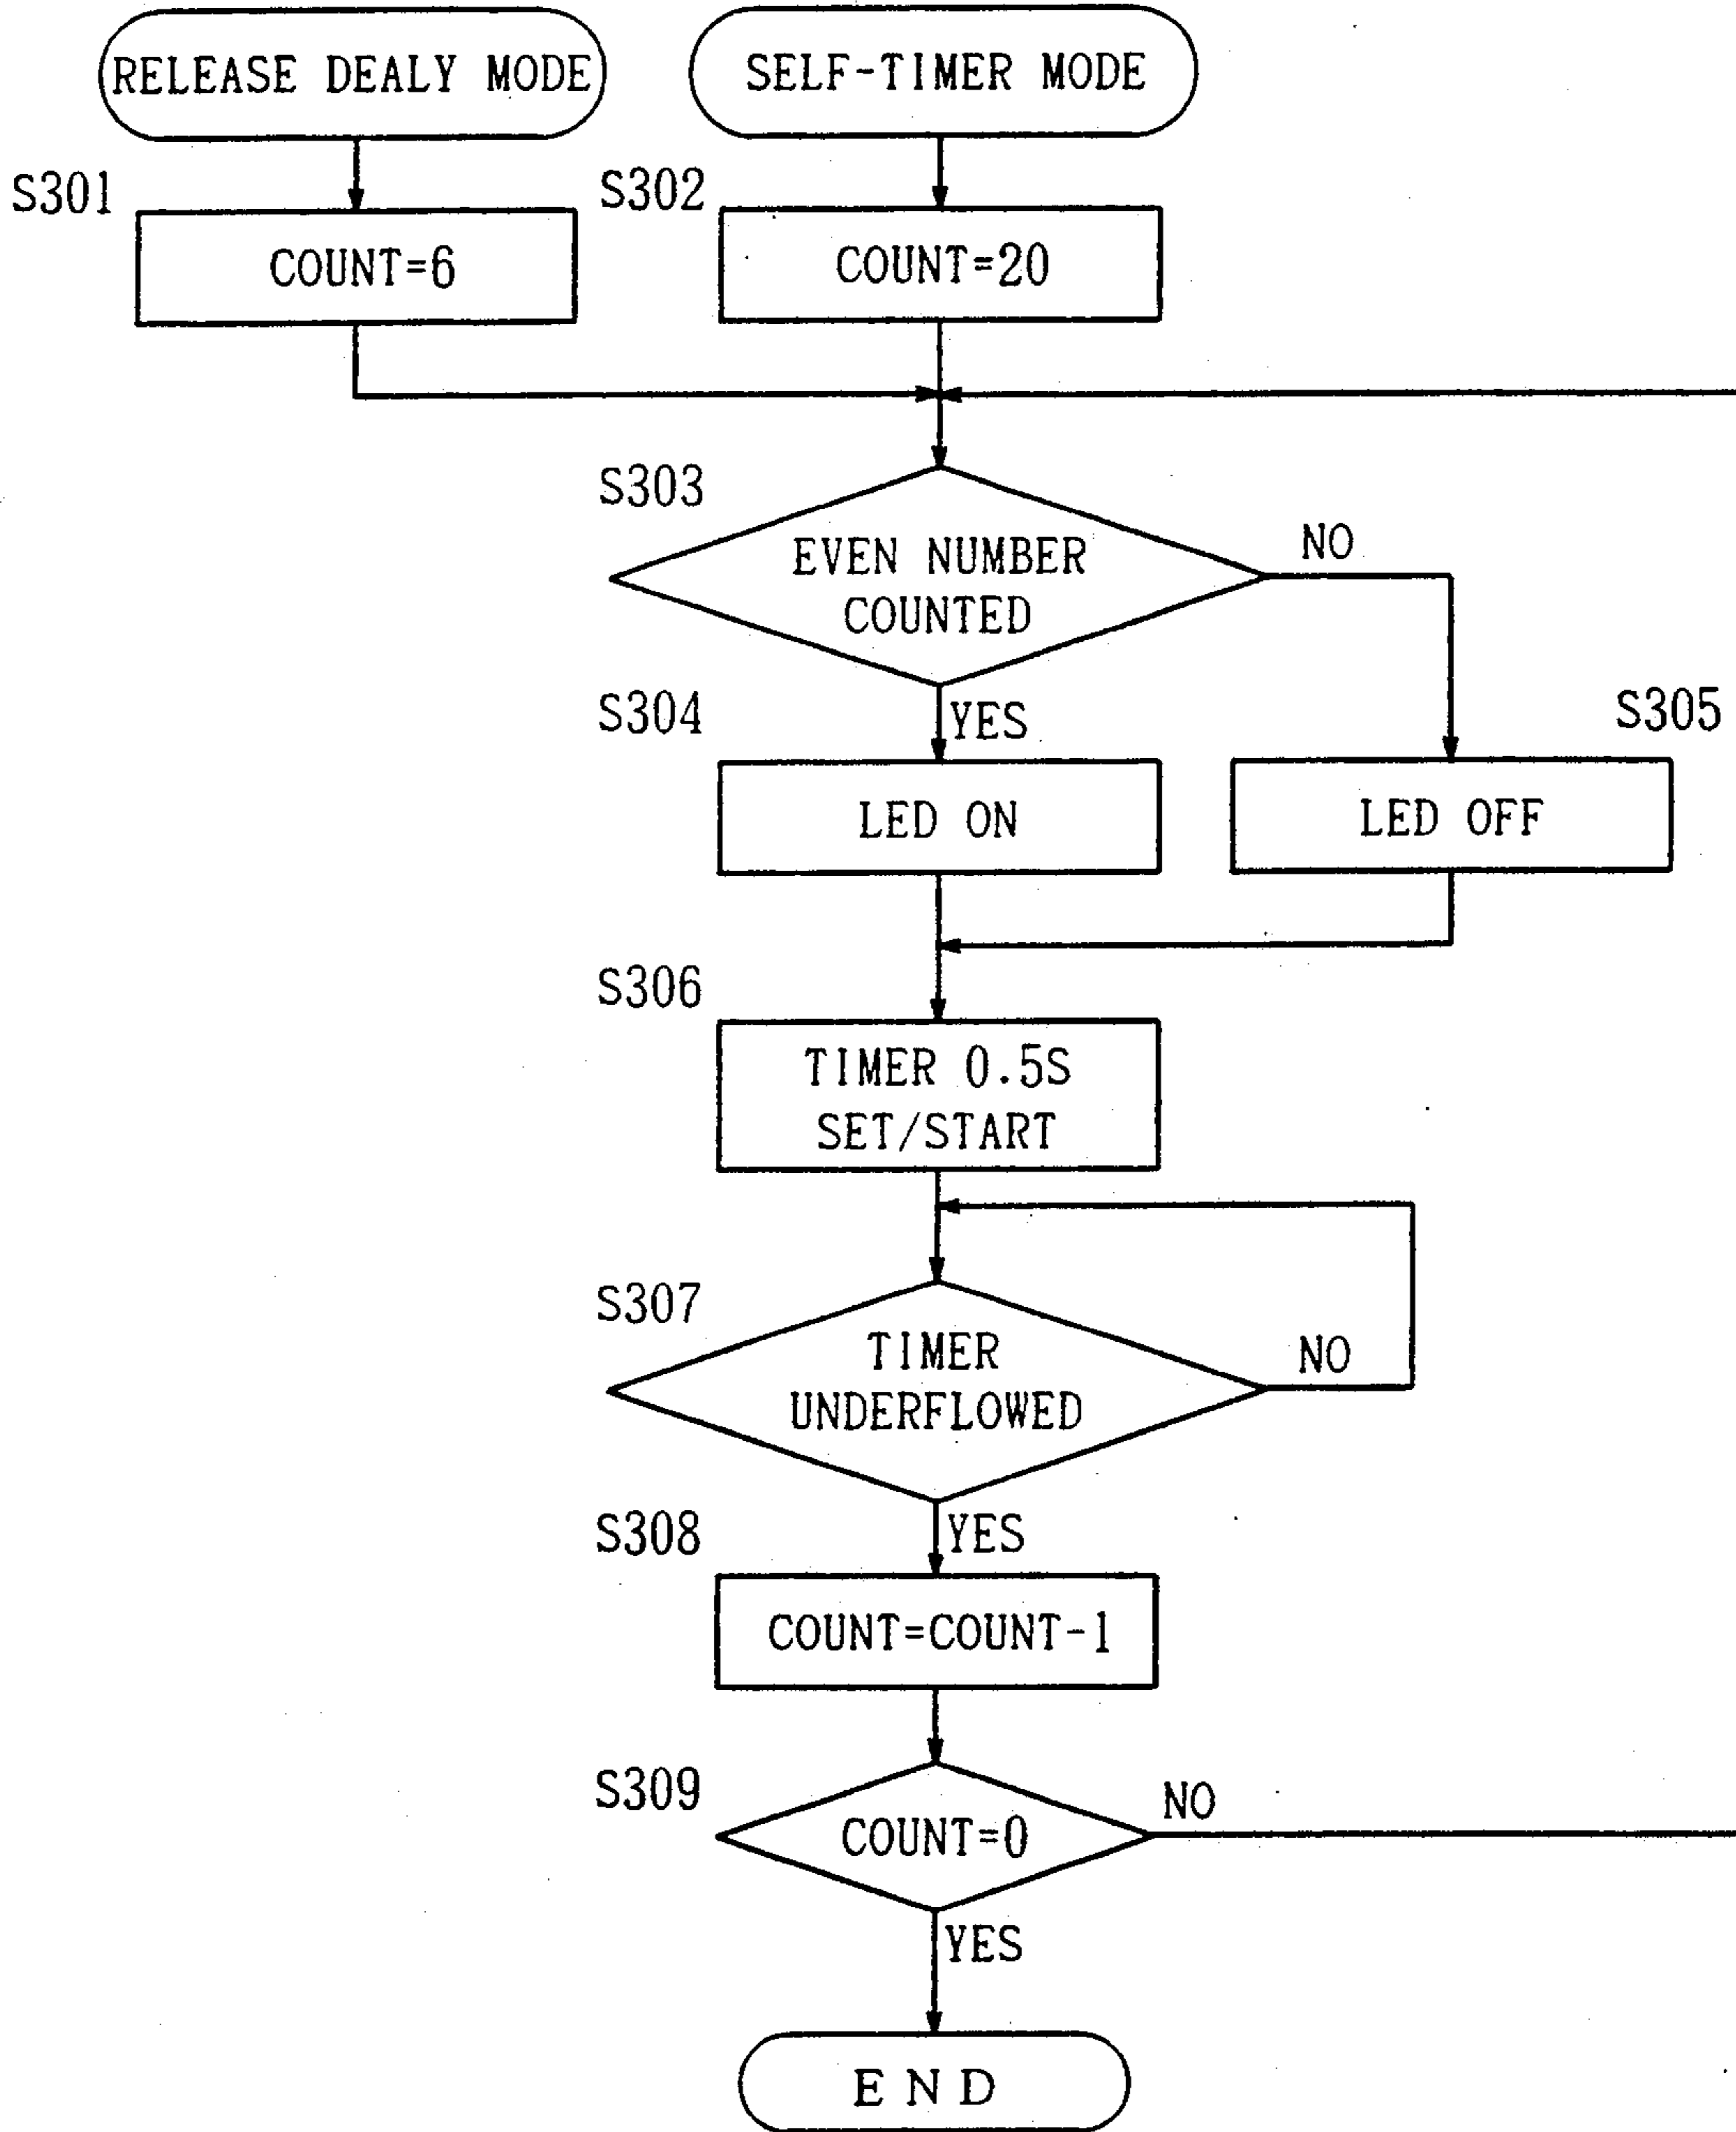 RELEASE DEALY MODE
SELF-TIMER MODE
S301
COUNT=6
S302
COUNT=20
S303
EVEN NUMBER
COUNTED
NO
S304
YES
LED ON
S305
LED OFF
S306
TIMER 0.5S
SET/START
S307
TIMER
UNDERFLOWED
NO
S308
YES
COUNT=COUNT-1
S309
COUNT=0
NO
YES
END